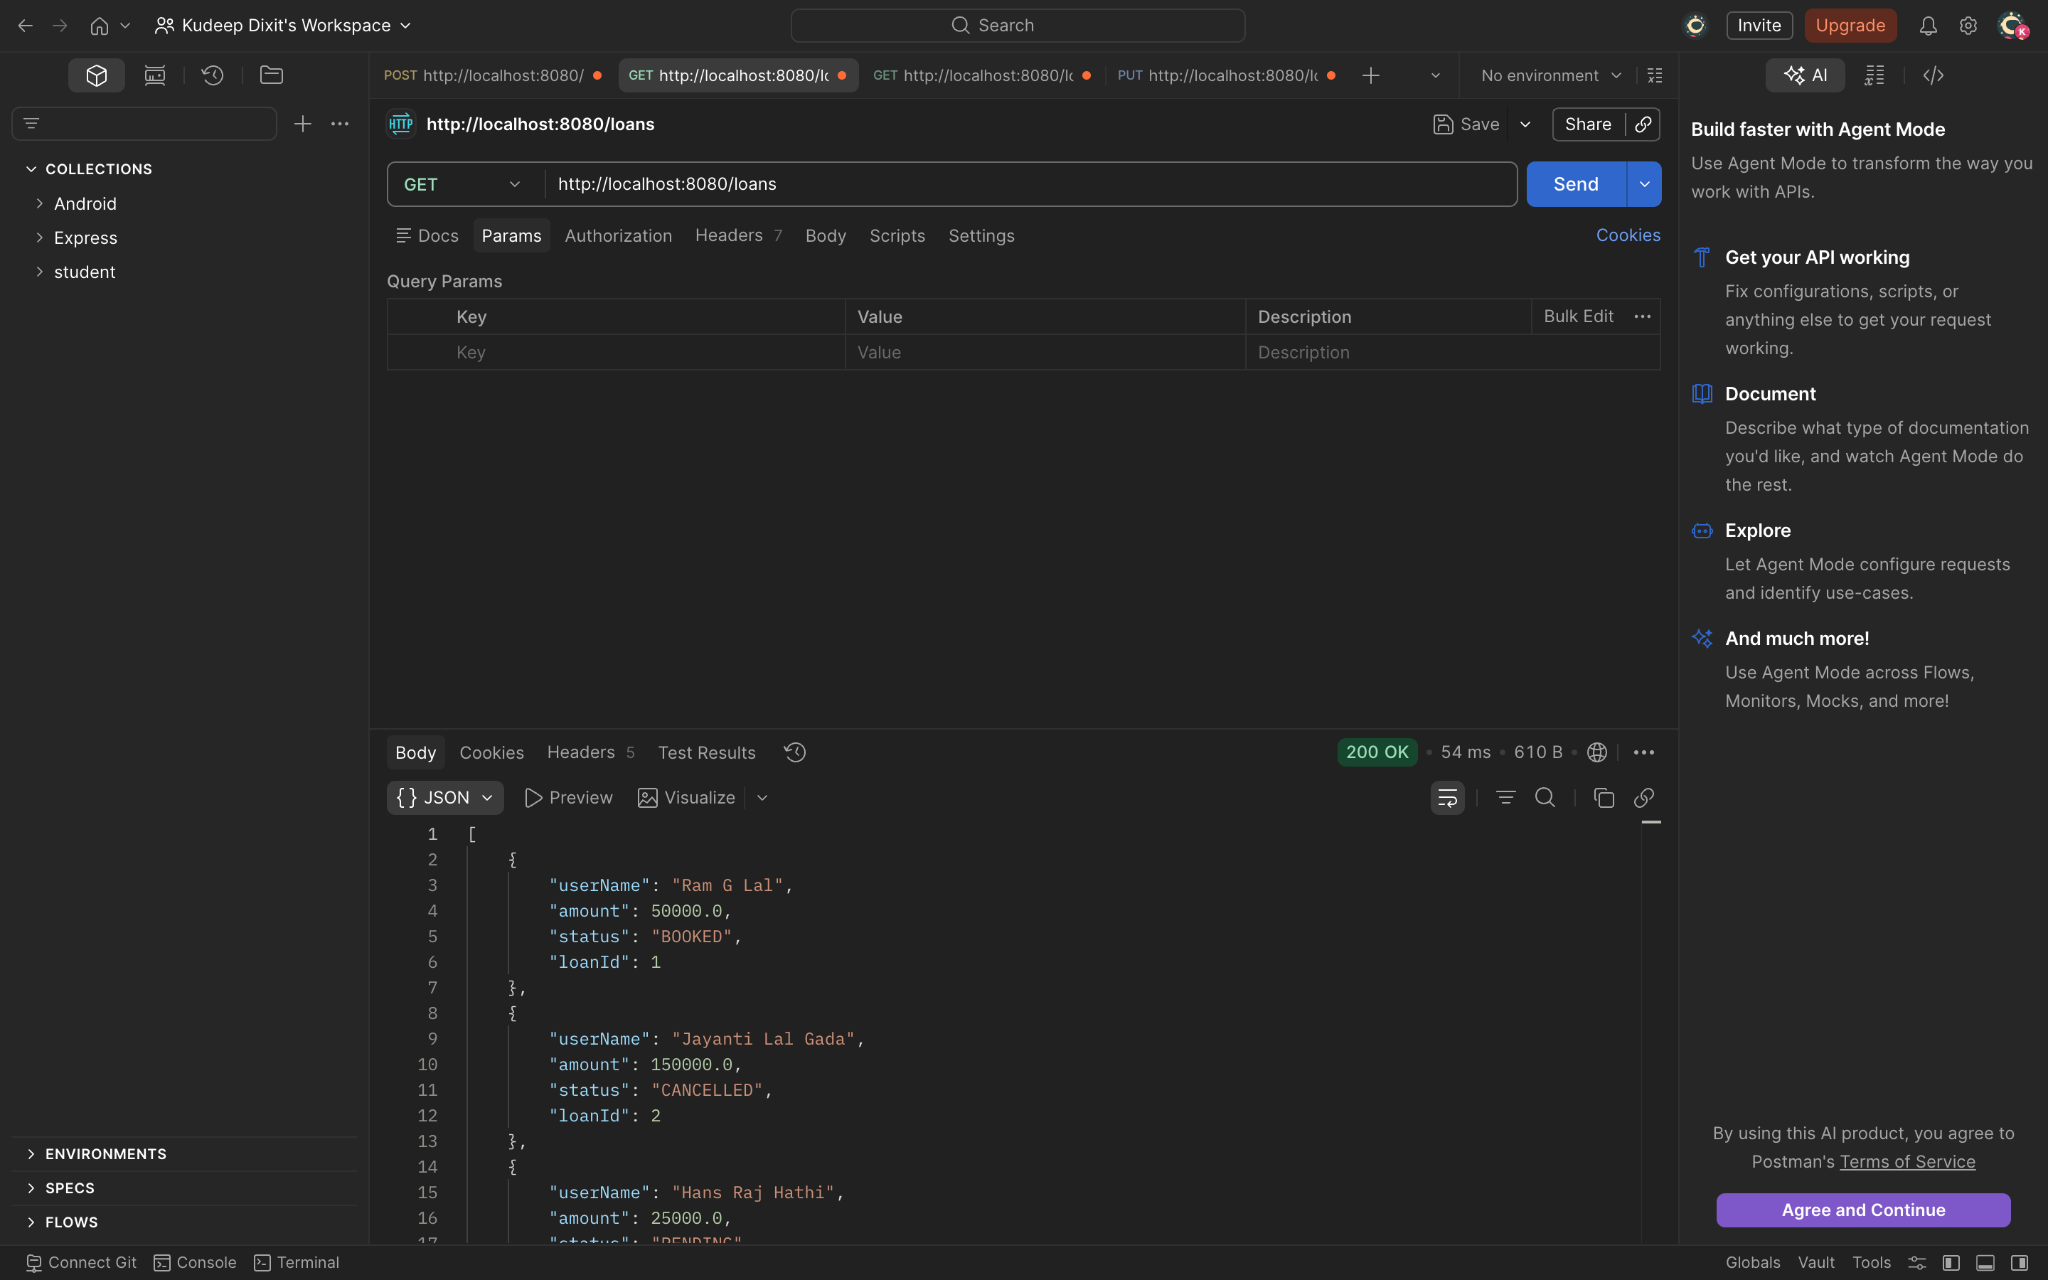 Kudeep Dixit's Workspace
Search
Invite
Upgrade
K
POST http://localhost:8080/
GET http://localhost:8080/lo
GET http://localhost:8080/lo
PUT http://localhost:8080/lo
No environment
AI
HTTP http://localhost:8080/loans
Save
Share
COLLECTIONS
Android
Express
student
GET
http://localhost:8080/loans
Send
Docs Params Authorization Headers 7 Body Scripts Settings
Cookies
Query Params
Key Value Description Bulk Edit
Key Value Description
Build faster with Agent Mode
Use Agent Mode to transform the way you
work with APIs.
Get your API working
Fix configurations, scripts, or
anything else to get your request
working.
Document
Describe what type of documentation
you'd like, and watch Agent Mode do
the rest.
Explore
Let Agent Mode configure requests
and identify use-cases.
And much more!
Use Agent Mode across Flows,
Monitors, Mocks, and more!
Body Cookies Headers 5 Test Results
200 OK • 54 ms • 610 B
{} JSON Preview Visualize
1 [
2 {
3 "userName": "Ram G Lal",
4 "amount": 50000.0,
5 "status": "BOOKED",
6 "loanId": 1
7 },
8 {
9 "userName": "Jayanti Lal Gada",
10 "amount": 150000.0,
11 "status": "CANCELLED",
12 "loanId": 2
13 },
14 {
15 "userName": "Hans Raj Hathi",
16 "amount": 25000.0,
17 "status": "PENDING"
ENVIRONMENTS
SPECS
FLOWS
By using this AI product, you agree to
Postman's Terms of Service
Agree and Continue
Connect Git Console Terminal
Globals Vault Tools